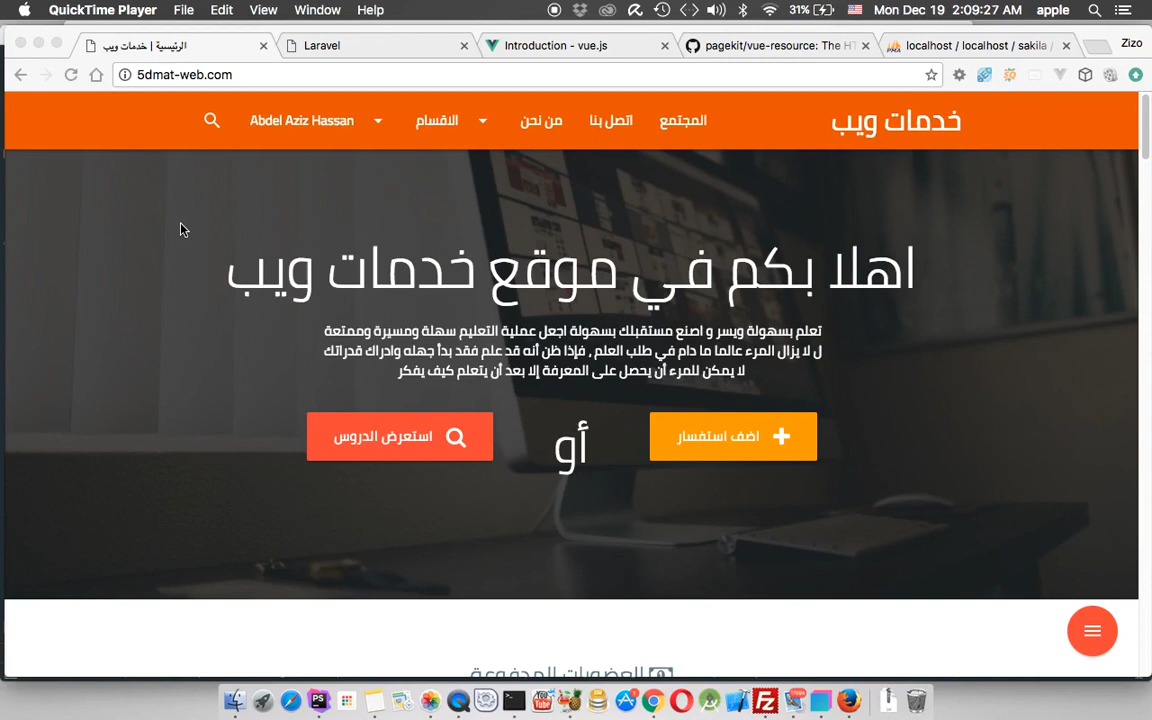 QuickTime Player File Edit View Window Help 31% Mon Dec 19 2:09:27 AM apple
الرئيسية | خدمات ويب Laravel Introduction - vue.js pagekit/vue-resource: The HT localhost / localhost / sakila / Zizo
5dmat-web.com
خدمات ويب المجتمع اتصل بنا من نحن الاقسام Abdel Aziz Hassan
اهلا بكم في موقع خدمات ويب
تعلم بسهولة ويسر و اصنع مستقبلك بسهولة اجعل عملية التعليم سهلة ومسيرة وممتعة
ل لا يزال المرء عالما ما دام في طلب العلم , فإذا ظن أنه قد علم فقد بدأ جهله وادراك قدراتك
لا يمكن للمرء أن يحصل على المعرفة إلا بعد أن يتعلم كيف يفكر
اضف استفسار أو استعرض الدروس
العضويات المدفوعة